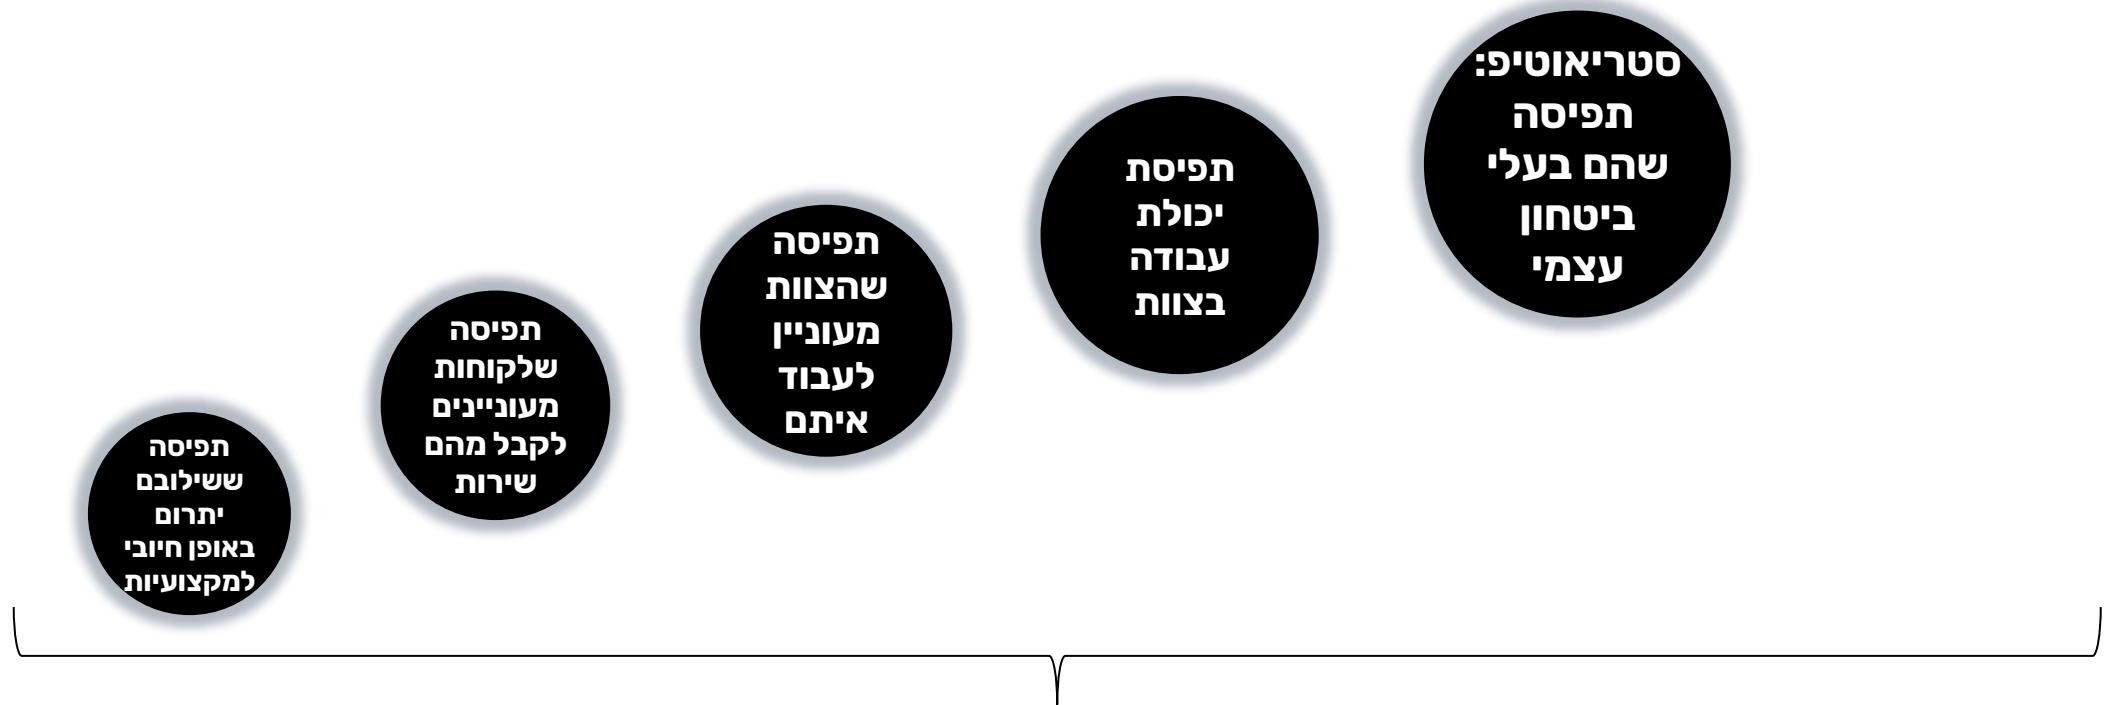 סטריאוטיפ:
תפיסה
שהם בעלי
ביטחון
עצמי
תפיסת
יכולת
עבודה
בצוות
תפיסה
שהצוות
מעוניין
לעבוד
איתם
תפיסה
שלקוחות
מעוניינים
לקבל מהם
שירות
תפיסה
ששילובם
יתרום
באופן חיובי
למקצועיות